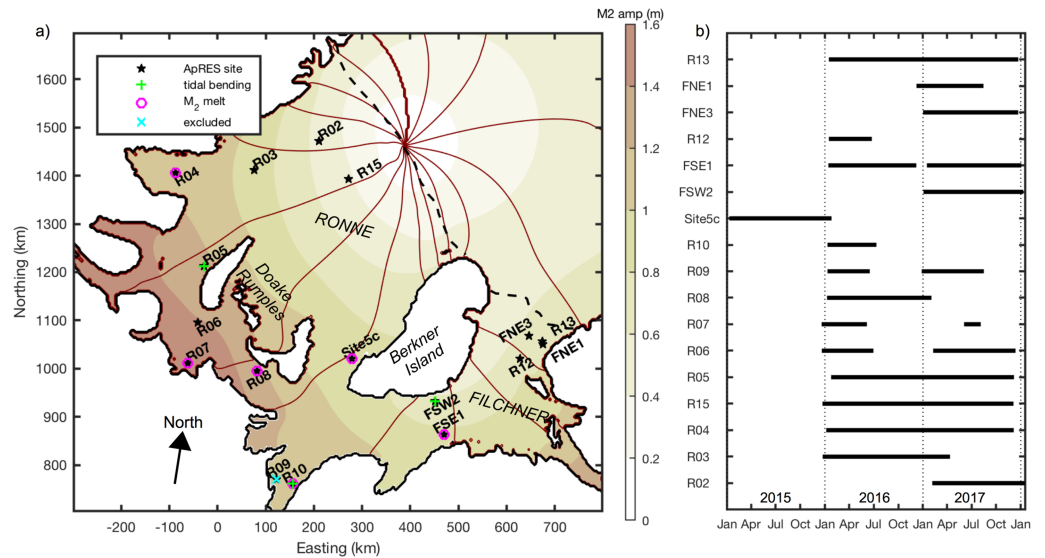 a)
M2 amp (m)
b)
ApRES site
tidal bending
M2 melt
excluded
1600
1500
1400
1300
1200
1100
1000
900
800
Northing (km)
-200
-100
0
100
200
300
400
500
600
700
Easting (km)
R02
R03
R15
R04
RONNE
R05
Doake
Rumples
R06
R07
R08
Site5c
Berkner
Island
FNE3
R13
FNE1
R12
FSW2
FILCHNER
FSE1
R09
R10
North
1.6
1.4
1.2
1
0.8
0.6
0.4
0.2
0
R13
FNE1
FNE3
R12
FSE1
FSW2
Site5c
R10
R09
R08
R07
R06
R05
R15
R04
R03
R02
2015
2016
2017
Jan Apr Jul Oct Jan Apr Jul Oct Jan Apr Jul Oct Jan